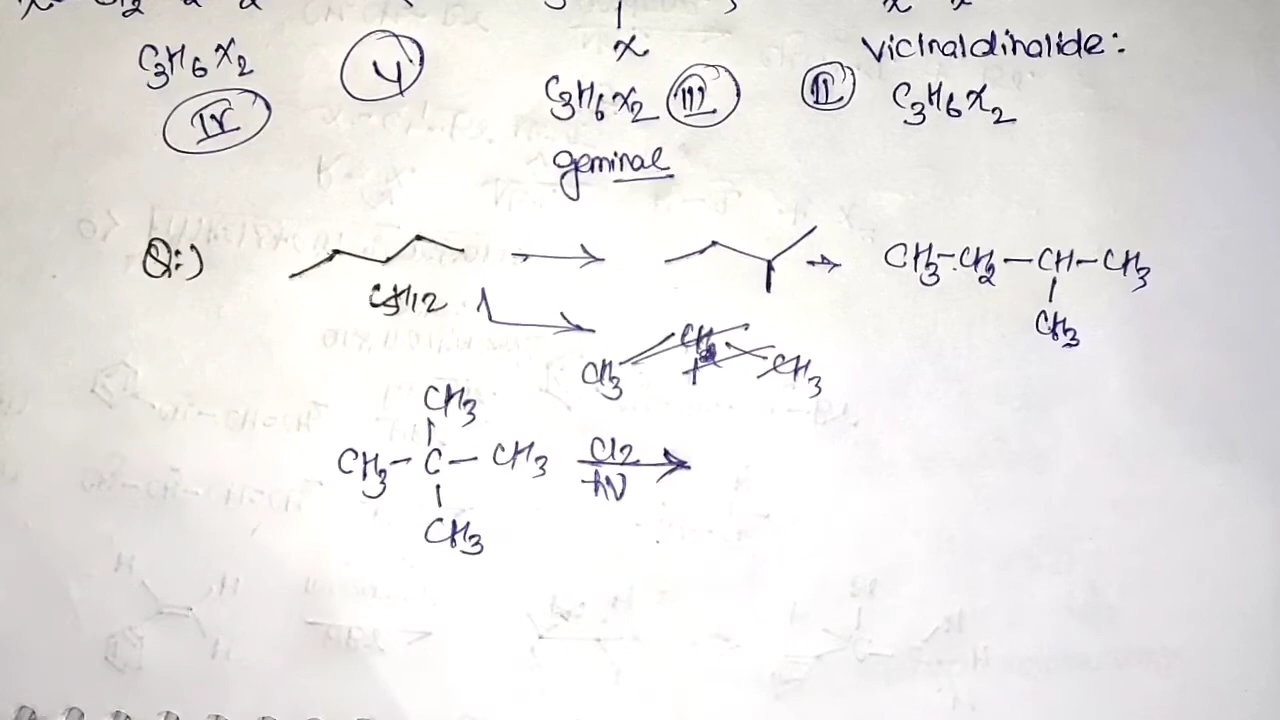 x
Vicinaldihalide:
C3H6X2
IV
4
C3H6X2
III
II
C3H6X2
geminal
Q:)
C5H12
CH3-CH2-CH-CH3
CH3
CH3
CH3
CH3
CH3-C-CH3
Cl2
hν
CH3